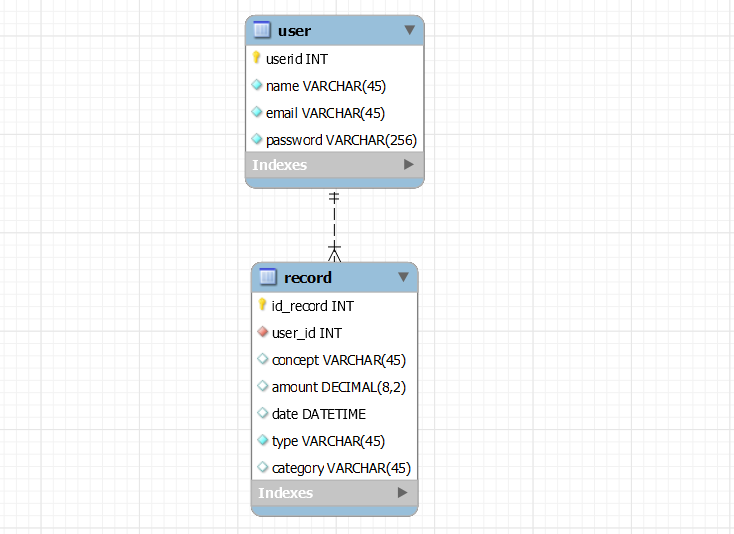 user
userid INT
name VARCHAR(45)
email VARCHAR(45)
password VARCHAR(256)
Indexes
record
id_record INT
user_id INT
concept VARCHAR(45)
amount DECIMAL(8,2)
date DATETIME
type VARCHAR(45)
category VARCHAR(45)
Indexes